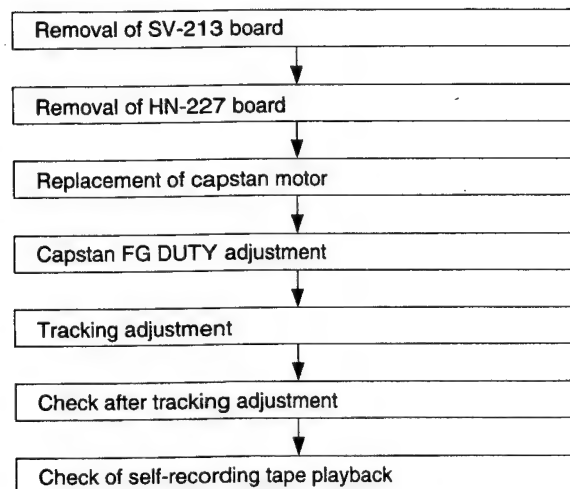 Removal of SV-213 board
Removal of HN-227 board
Replacement of capstan motor
Capstan FG DUTY adjustment
Tracking adjustment
Check after tracking adjustment
Check of self-recording tape playback